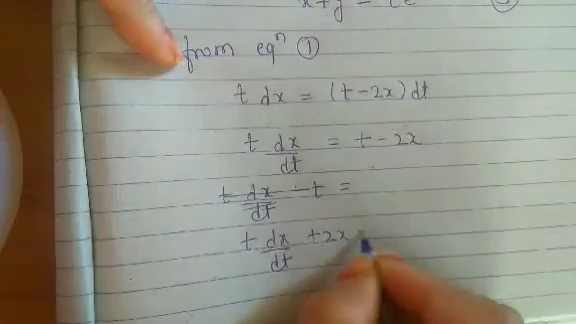 x+y =
from eqⁿ ①
t dx = (t-2x) dt
t dx/dt = t-2x
t dx/dt - t =
t dx/dt +2x